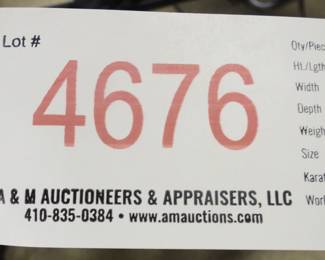 Lot #
4676
A & M AUCTIONEERS & APPRAISERS, LLC
410-835-0384 • www.amauctions.com
Qty/Piec
Ht./Lgth
Width
Depth
Weigh
Size
Karat
Worl